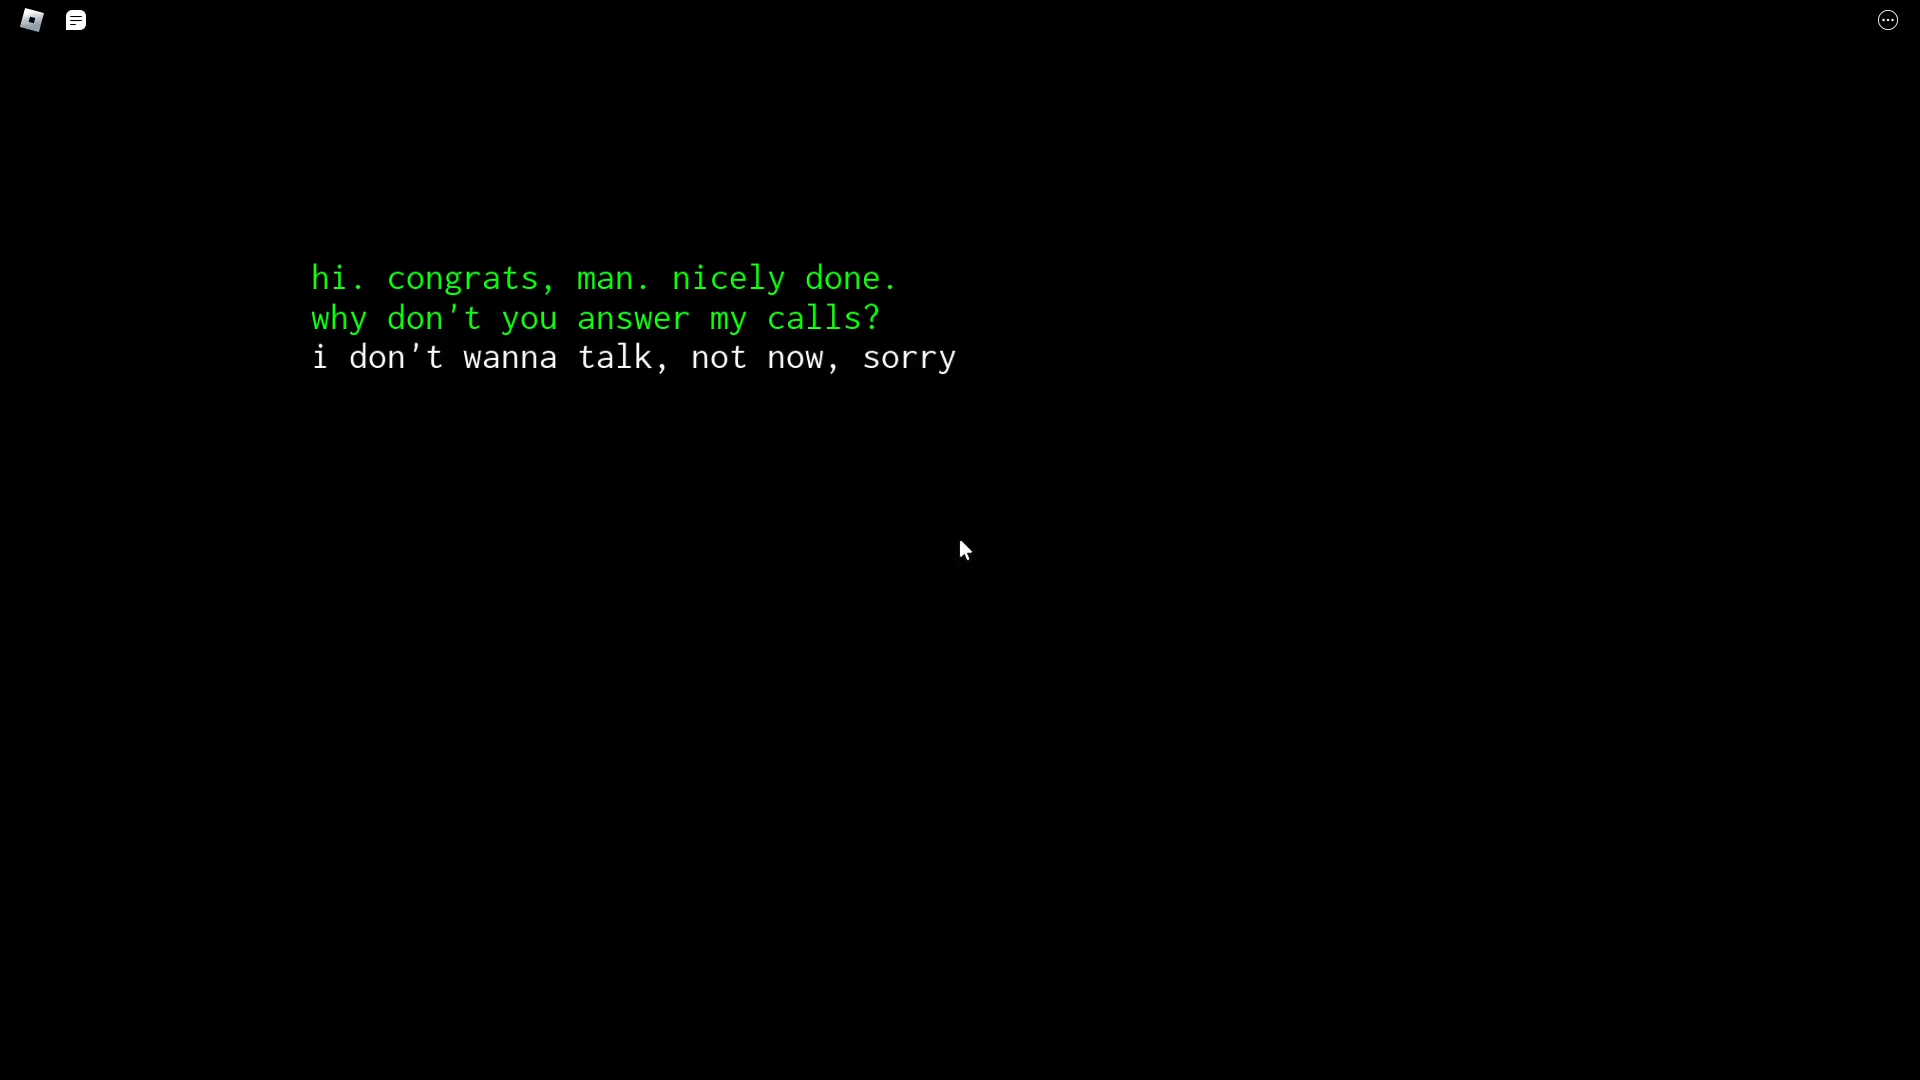 hi. congrats, man. nicely done.
why don't you answer my calls?
i don't wanna talk, not now, sorry